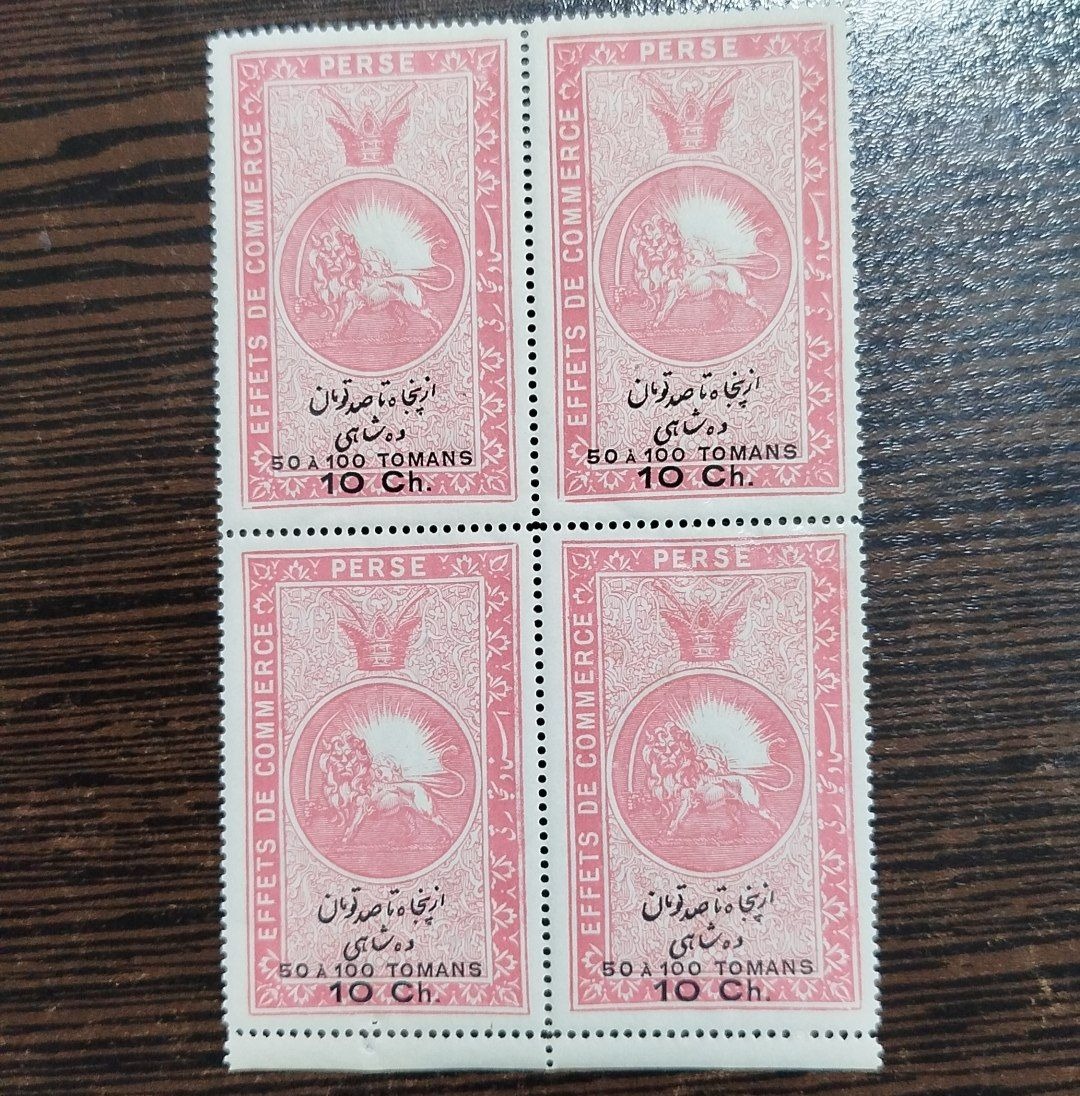 PERSE
EFFETS DE COMMERCE
از پنجاه تا صد تومان
ده شاهی
50 À 100 TOMANS
10 Ch.
PERSE
EFFETS DE COMMERCE
از پنجاه تا صد تومان
ده شاهی
50 À 100 TOMANS
10 Ch.
PERSE
EFFETS DE COMMERCE
از پنجاه تا صد تومان
ده شاهی
50 À 100 TOMANS
10 Ch.
PERSE
EFFETS DE COMMERCE
از پنجاه تا صد تومان
ده شاهی
50 À 100 TOMANS
10 Ch.